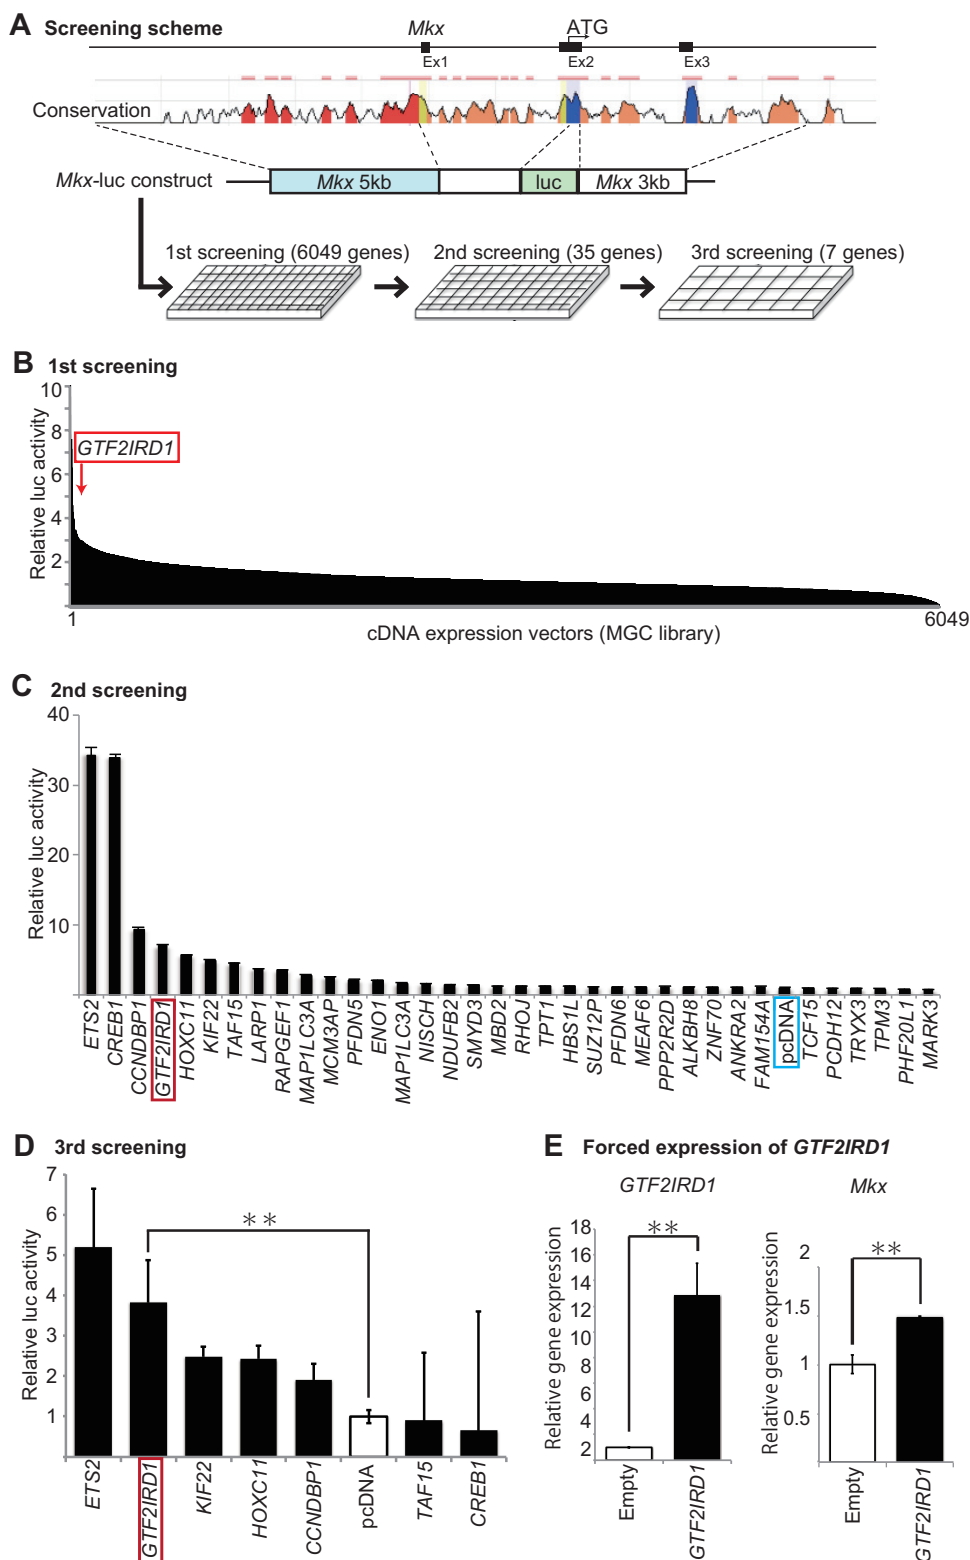 A Screening scheme
Mkx
ATG
Ex1
Ex2
Ex3
Conservation
Mkx-luc construct
Mkx 5kb
luc
Mkx 3kb
1st screening (6049 genes)
2nd screening (35 genes)
3rd screening (7 genes)
B 1st screening
Relative luc activity
10
8
6
4
2
GTF2IRD1
1
6049
cDNA expression vectors (MGC library)
C 2nd screening
Relative luc activity
40
30
20
10
ETS2
CREB1
CCNDBP1
GTF2IRD1
HOXC11
KIF22
TAF15
LARP1
RAPGEF1
MAP1LC3A
MCM3AP
PFDN5
ENO1
MAP1LC3A
NISCH
NDUFB2
SMYD3
MBD2
RHOJ
TPT1
HBS1L
SUZ12P
PFDN6
MEAF6
PPP2R2D
ALKBH8
ZNF70
ANKRA2
FAM154A
pcDNA
TCF15
PCDH12
TRYX3
TPM3
PHF20L1
MARK3
D 3rd screening
Relative luc activity
7
6
5
4
3
2
1
**
ETS2
GTF2IRD1
KIF22
HOXC11
CCNDBP1
pcDNA
TAF15
CREB1
E Forced expression of GTF2IRD1
GTF2IRD1
Relative gene expression
18
16
14
12
10
8
6
4
2
2
**
Empty
GTF2IRD1
Mkx
Relative gene expression
2
1.5
1
0.5
**
Empty
GTF2IRD1